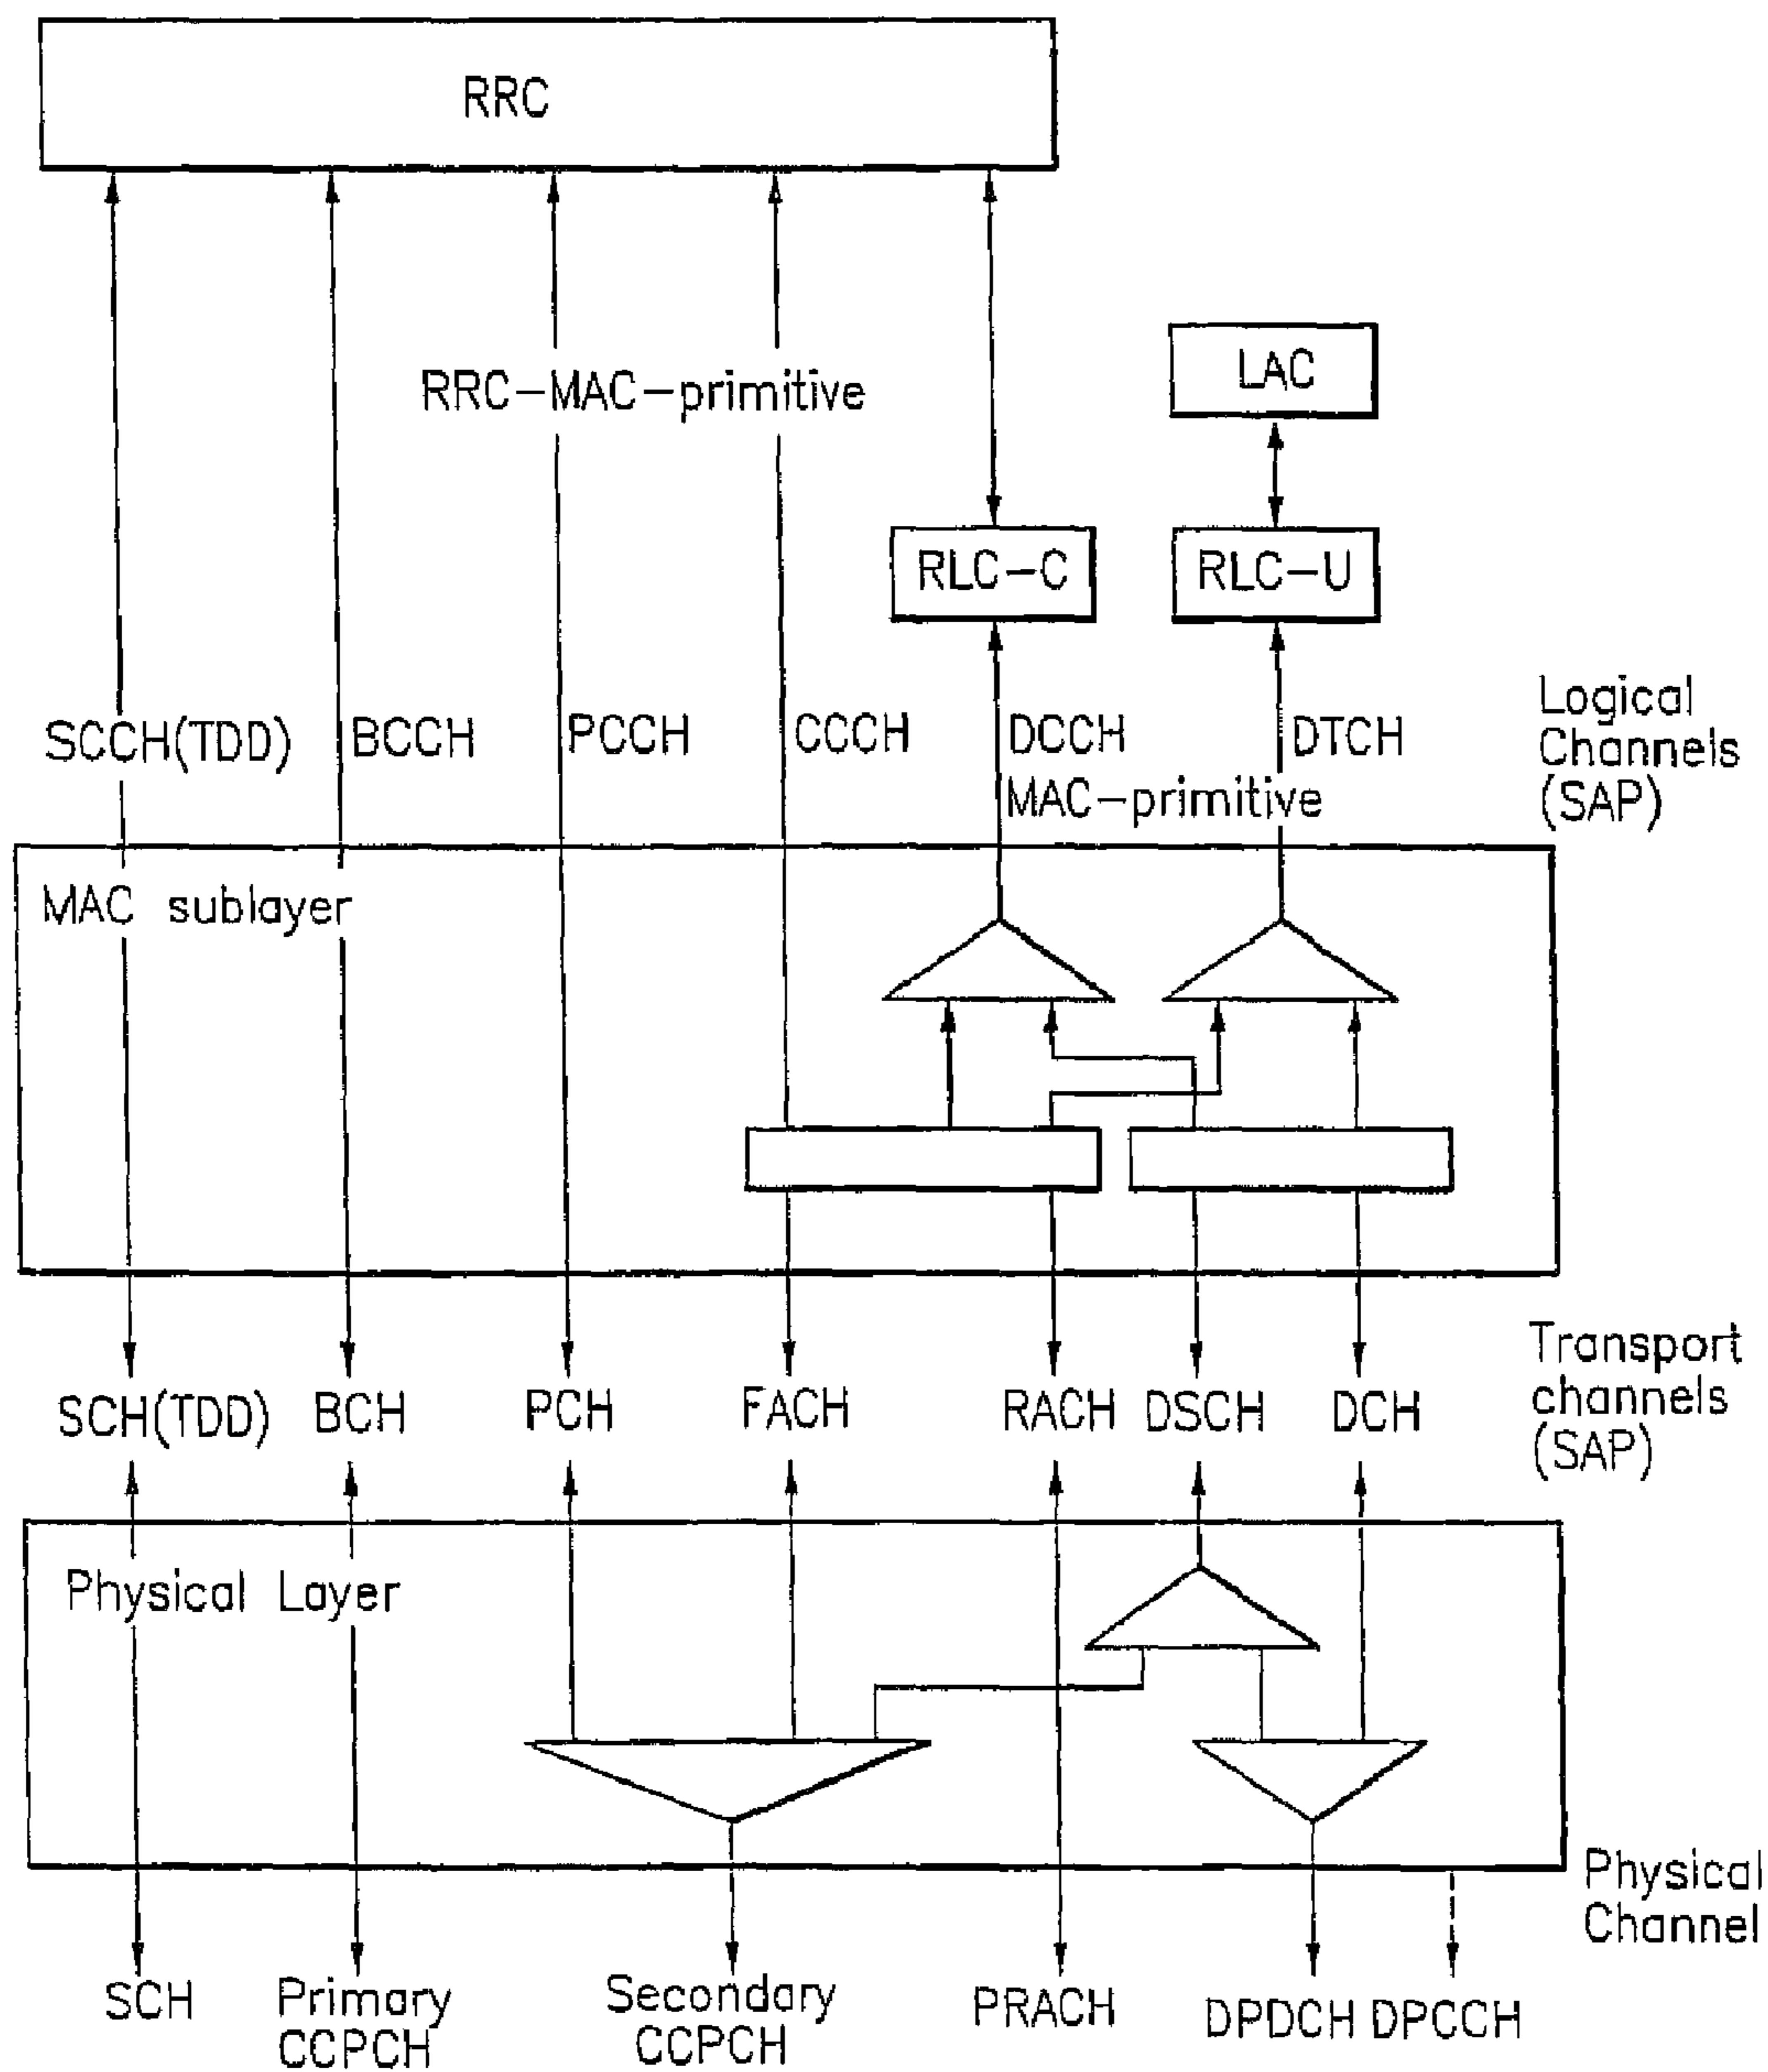 RRC
RRC-MAC-primitive
LAC
RLC-C
RLC-U
SCCH(TDD)
BCCH
PCCH
CCCH
DCCH
DTCH
MAC-primitive
Logical
Channels
(SAP)
MAC sublayer
SCH(TDD)
BCH
PCH
FACH
RACH
DSCH
DCH
Transport
channels
(SAP)
Physical Layer
Physical
Channel
SCH
Primary
CCPCH
Secondary
CCPCH
PRACH
DPDCH
DPCCH